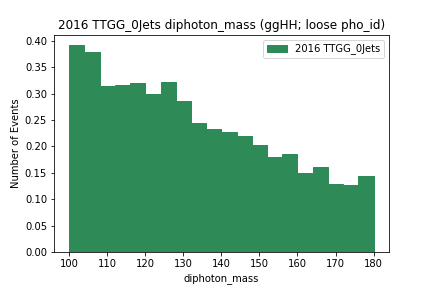 2016 TTGG_0Jets diphoton_mass (ggHH; loose pho_id)
2016 TTGG_0Jets
Number of Events
0.40
0.35
0.30
0.25
0.20
0.15
0.10
0.05
0.00
100 110 120 130 140 150 160 170 180
diphoton_mass